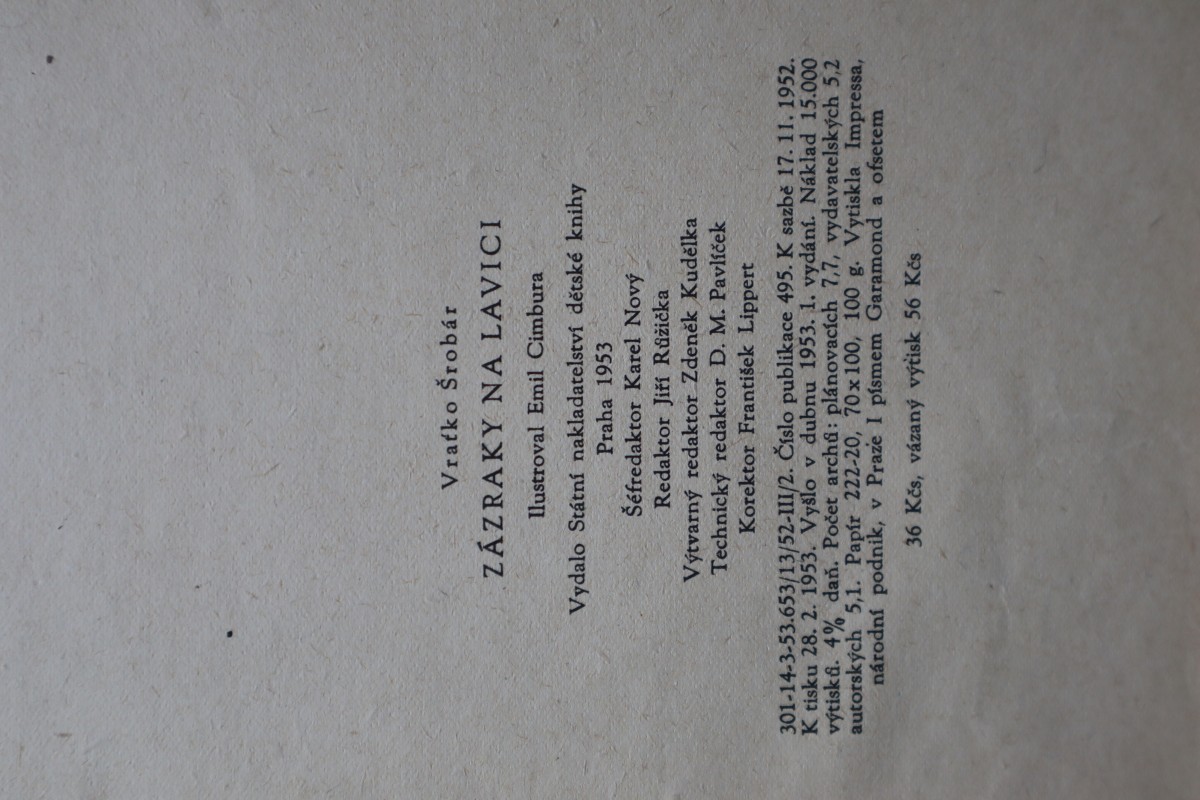 Vraťko Šrobár
ZÁZRAKY NA LAVICI
Ilustroval Emil Cimbura
Vydalo Státní nakladatelství dětské knihy
Praha 1953
Šéfredaktor Karel Nový
Redaktor Jiří Růžička
Výtvarný redaktor Zdeněk Kudělka
Technický redaktor D. M. Pavlíček
Korektor František Lippert
301-14-3-53.653/13/52-III/2. Číslo publikace 495. K sazbě 17. 11. 1952.
K tisku 28. 2. 1953. Vyšlo v dubnu 1953. 1. vydání. Náklad 15.000
výtisků. 4% daň. Počet archů: plánovacích 7,7, vydavatelských 5,2
autorských 5,1. Papír 222-20, 70x100, 100 g. Vytiskla Impressa,
národní podnik, v Praze I písmem Garamond a ofsetem
36 Kčs, vázaný výtisk 56 Kčs